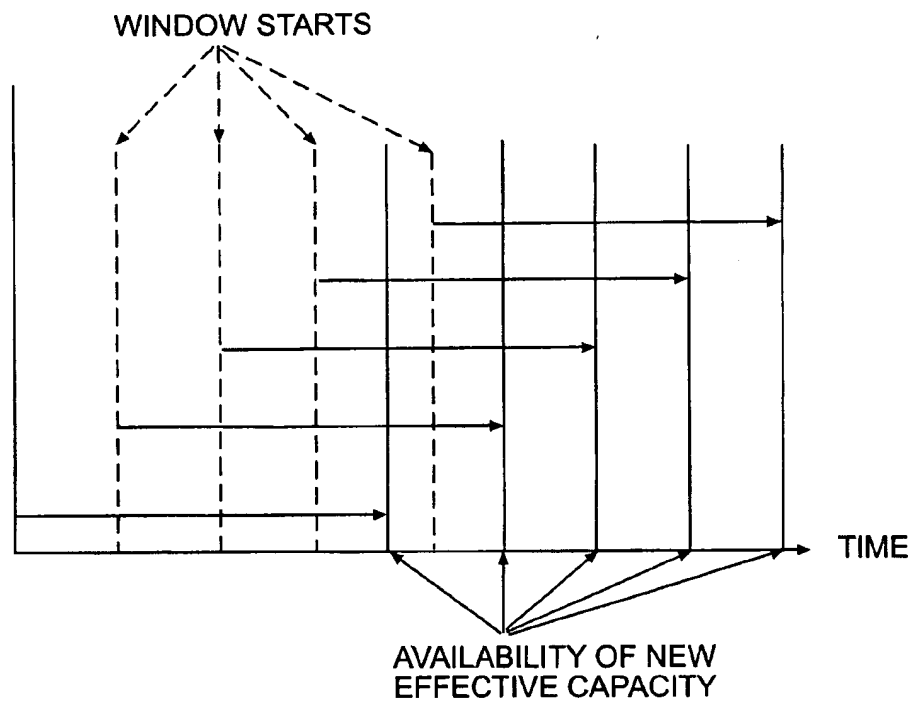 WINDOW STARTS
TIME
AVAILABILITY OF NEW
EFFECTIVE CAPACITY